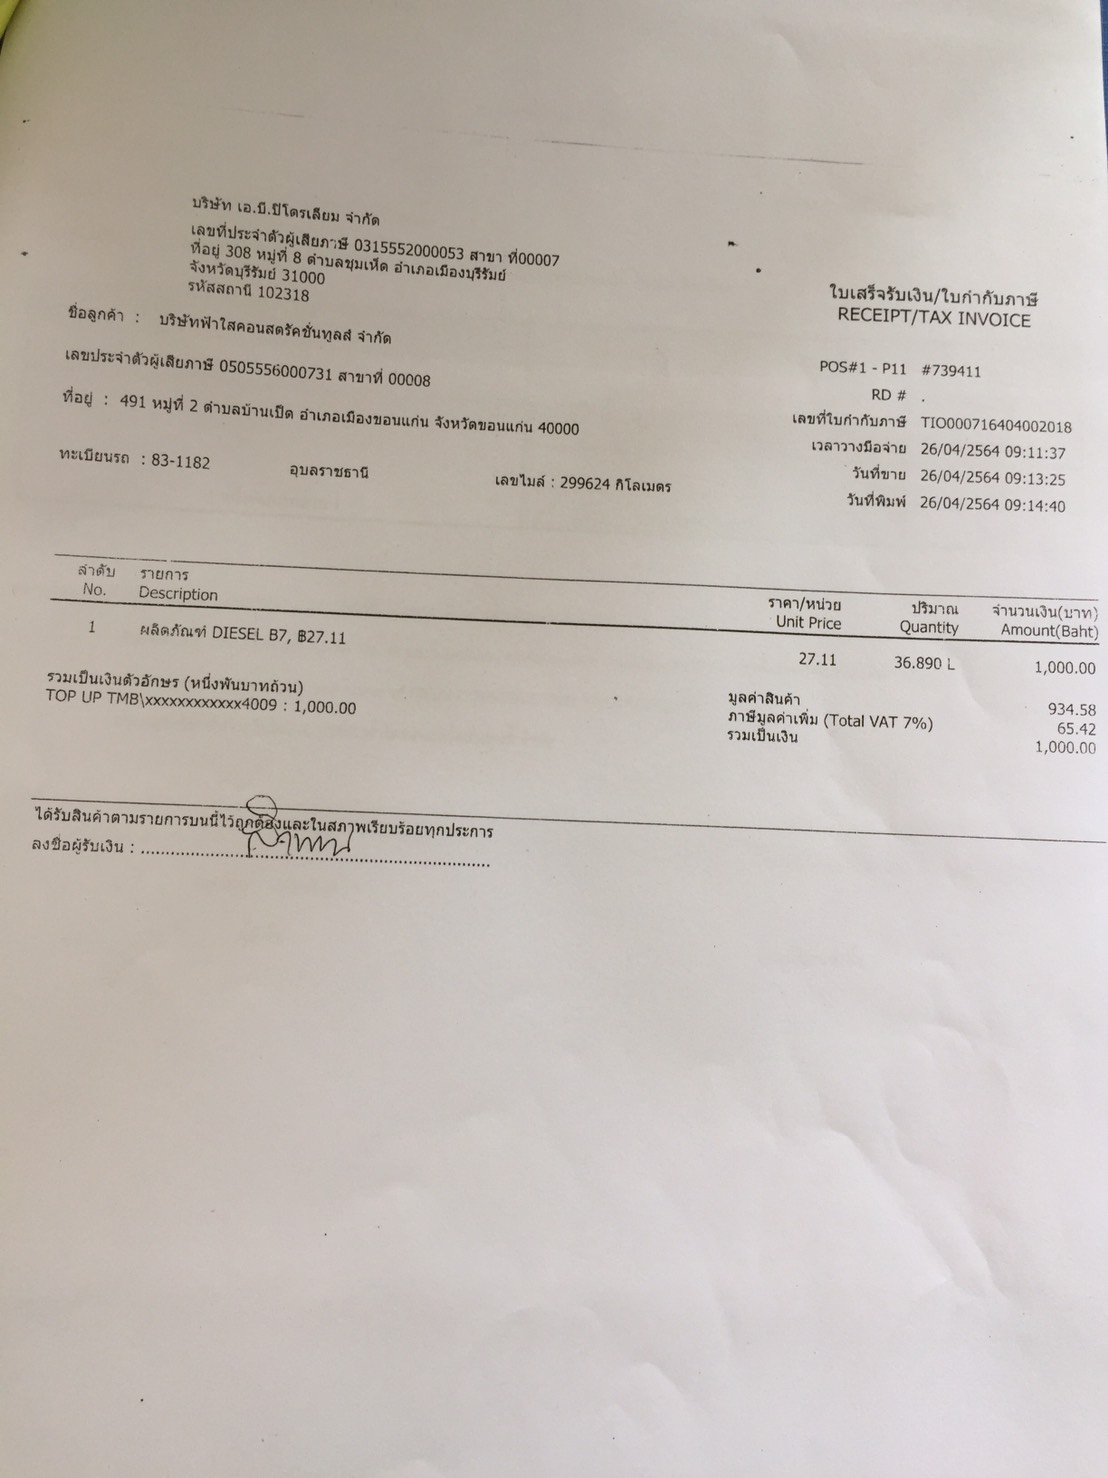 บริษัท เอ.บี.ปิโตรเลียม จำกัด
เลขที่ประจำตัวผู้เสียภาษี 0315552000053 สาขา ที่00007
ที่อยู่ 308 หมู่ที่ 8 ตำบลชุมเห็ด อำเภอเมืองบุรีรัมย์
จังหวัดบุรีรัมย์ 31000
รหัสสถานี 102318
ใบเสร็จรับเงิน/ใบกำกับภาษี
RECEIPT/TAX INVOICE
ชื่อลูกค้า : บริษัทฟ้าใสคอนสตรัคชั่นทูลส์ จำกัด
เลขประจำตัวผู้เสียภาษี 0505556000731 สาขาที่ 00008
ที่อยู่ : 491 หมู่ที่ 2 ตำบลบ้านเป็ด อำเภอเมืองขอนแก่น จังหวัดขอนแก่น 40000
ทะเบียนรถ : 83-1182 อุบลราชธานี เลขไมล์ : 299624 กิโลเมตร
POS#1 - P11 #739411
RD # .
เลขที่ใบกำกับภาษี TIO000716404002018
เวลาวางมือจ่าย 26/04/2564 09:11:37
วันที่ขาย 26/04/2564 09:13:25
วันที่พิมพ์ 26/04/2564 09:14:40
ลำดับ รายการ ราคา/หน่วย ปริมาณ จำนวนเงิน(บาท)
No. Description Unit Price Quantity Amount(Baht)
1 ผลิตภัณฑ์ DIESEL B7, ฿27.11 27.11 36.890 L 1,000.00
รวมเป็นเงินตัวอักษร (หนึ่งพันบาทถ้วน)
TOP UP TMB\xxxxxxxxxxxx4009 : 1,000.00
มูลค่าสินค้า 934.58
ภาษีมูลค่าเพิ่ม (Total VAT 7%) 65.42
รวมเป็นเงิน 1,000.00
ได้รับสินค้าตามรายการบนนี้ไว้ถูกต้องและในสภาพเรียบร้อยทุกประการ
ลงชื่อผู้รับเงิน : ......................................................................